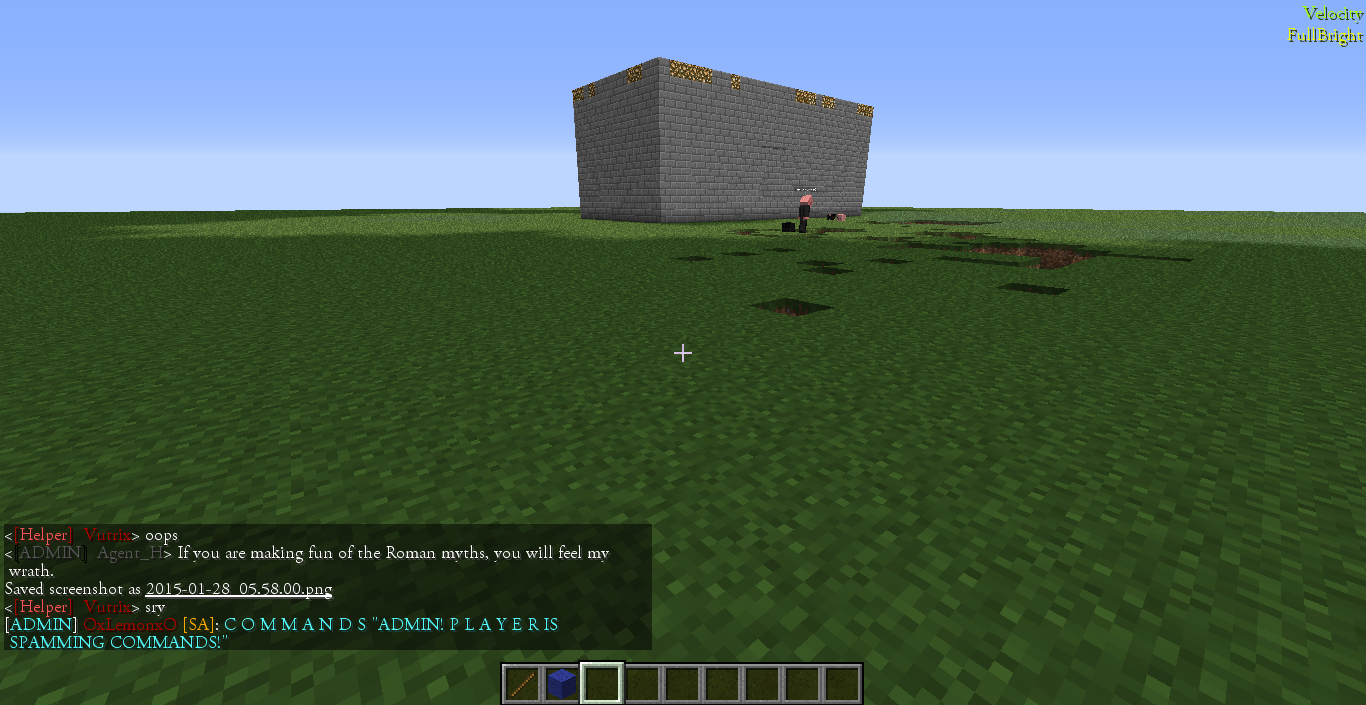 Velocity
FullBright
<[Helper] Vutrix> oops
<[ADMIN] Agent_H> If you are making fun of the Roman myths, you will feel my
wrath.
Saved screenshot as 2015-01-28_05.58.00.png
<[Helper] Vutrix> sry
[ADMIN] OxLemonxO [SA]: C O M M A N D S "ADMIN! P L A Y E R IS
SPAMMING COMMANDS!"